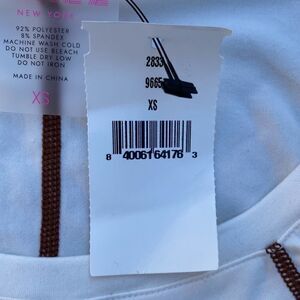 NEW YORK
92% POLYESTER
8% SPANDEX
MACHINE WASH COLD
DO NOT BLEACH
TUMBLE DRY LOW
DO NOT IRON
MADE IN CHINA
XS
2833
9665
XS
8 40061 64176 3